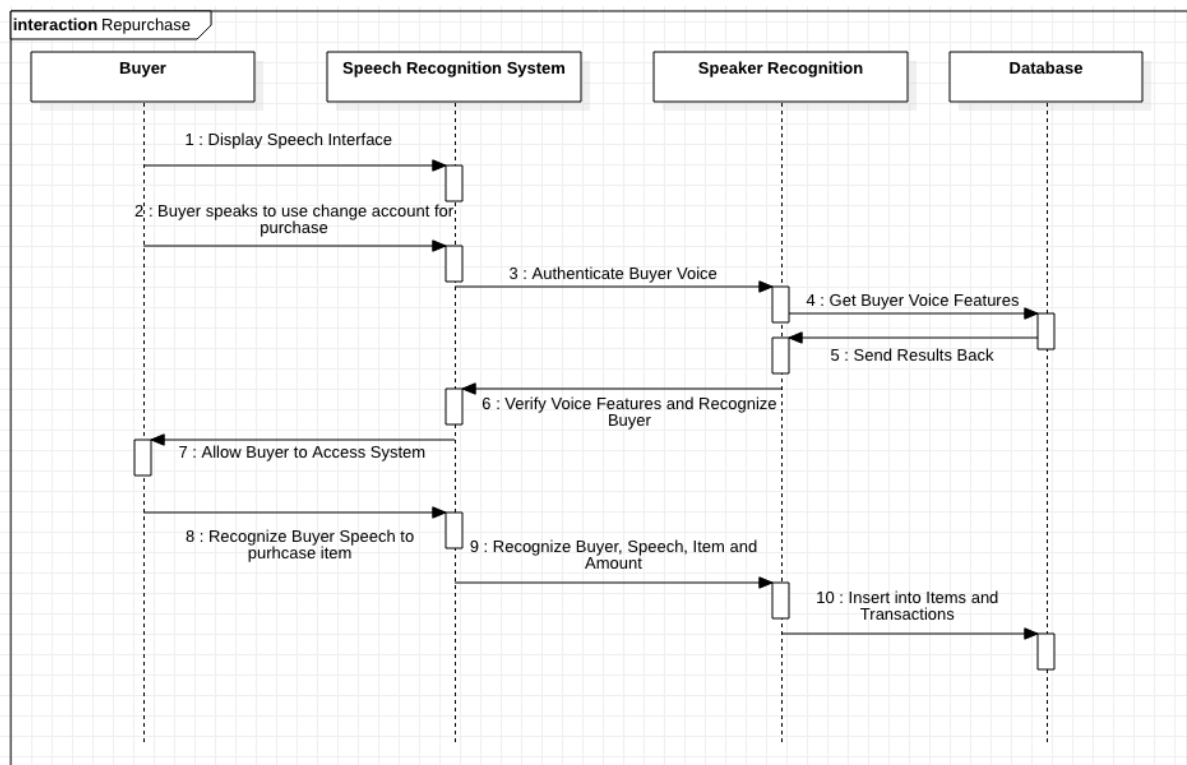 interaction Repurchase
Buyer
Speech Recognition System
Speaker Recognition
Database
1 : Display Speech Interface
2 : Buyer speaks to use change account for
purchase
3 : Authenticate Buyer Voice
4 : Get Buyer Voice Features
5 : Send Results Back
6 : Verify Voice Features and Recognize
Buyer
7 : Allow Buyer to Access System
8 : Recognize Buyer Speech to
purhcase item
9 : Recognize Buyer, Speech, Item and
Amount
10 : Insert into Items and
Transactions